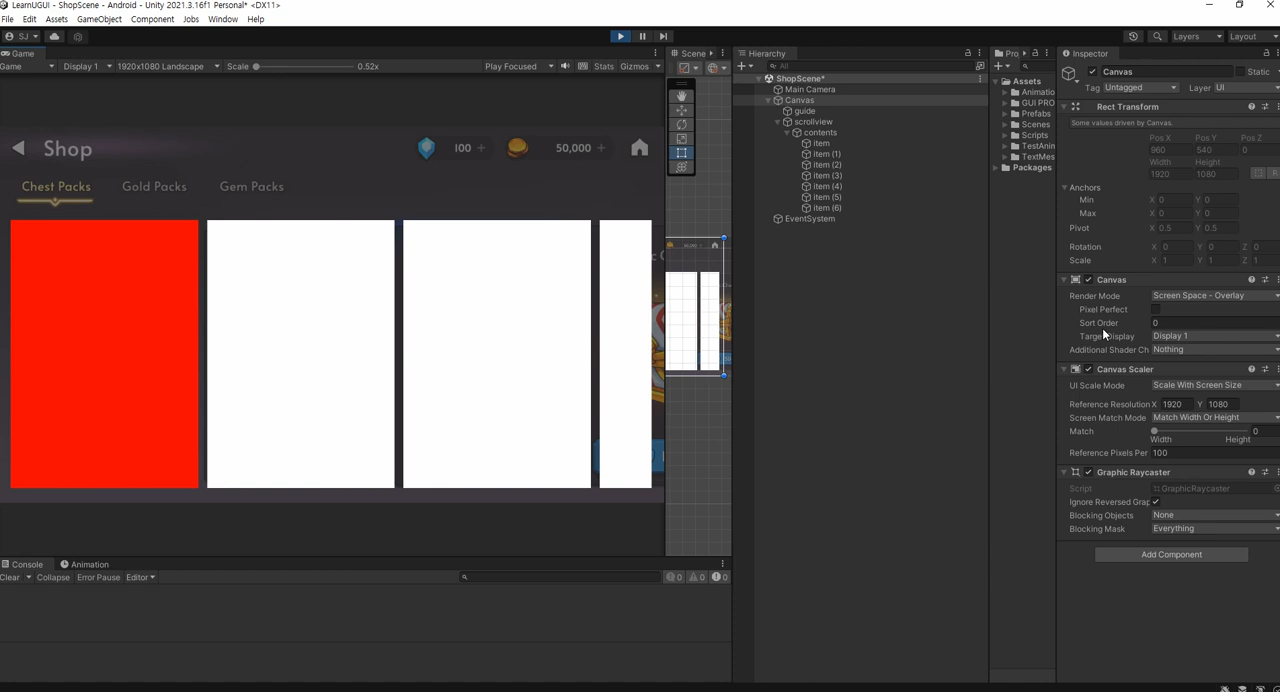 LearnUGUI - ShopScene - Android - Unity 2021.3.16f1 Personal* <DX11>
File Edit Assets GameObject Component Jobs Window Help
SJ Layers Layout
Game
Game Display 1 1920x1080 Landscape Scale 0.52x Play Focused Stats Gizmos
Shop 100 + 50,000 +
Chest Packs Gold Packs Gem Packs
Console Animation
Clear Collapse Error Pause Editor 0 0 0
Scene
Hierarchy
All
ShopScene*
Main Camera
Canvas
guide
scrollview
contents
item
item (1)
item (2)
item (3)
item (4)
item (5)
item (6)
EventSystem
Pro
Assets
Animatio
GUI PRO
Prefabs
Scenes
Scripts
TestAnin
TextMes
Packages
Inspector
Canvas Static
Tag Untagged Layer UI
Rect Transform
Some values driven by Canvas.
Pos X Pos Y Pos Z
960 540 0
Width Height
1920 1080 R
Anchors
Min X 0 Y 0
Max X 0 Y 0
Pivot X 0.5 Y 0.5
Rotation X 0 Y 0 Z 0
Scale X 1 Y 1 Z 1
Canvas
Render Mode Screen Space - Overlay
Pixel Perfect
Sort Order 0
Display Display 1
Additional Shader Ch Nothing
Canvas Scaler
UI Scale Mode Scale With Screen Size
Reference Resolution X 1920 Y 1080
Screen Match Mode Match Width Or Height
Match 0
Width Height
Reference Pixels Per 100
Graphic Raycaster
Script GraphicRaycaster
Ignore Reversed Grap
Blocking Objects None
Blocking Mask Everything
Add Component